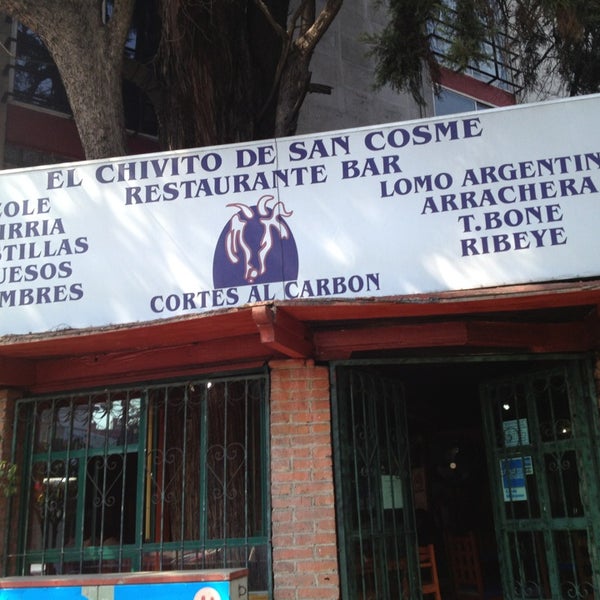 EL CHIVITO DE SAN COSME
RESTAURANTE BAR
OLE
IRRIA
STILLAS
UESOS
MBRES
CORTES AL CARBON
LOMO ARGENTIN
ARRACHERA
T.BONE
RIBEYE